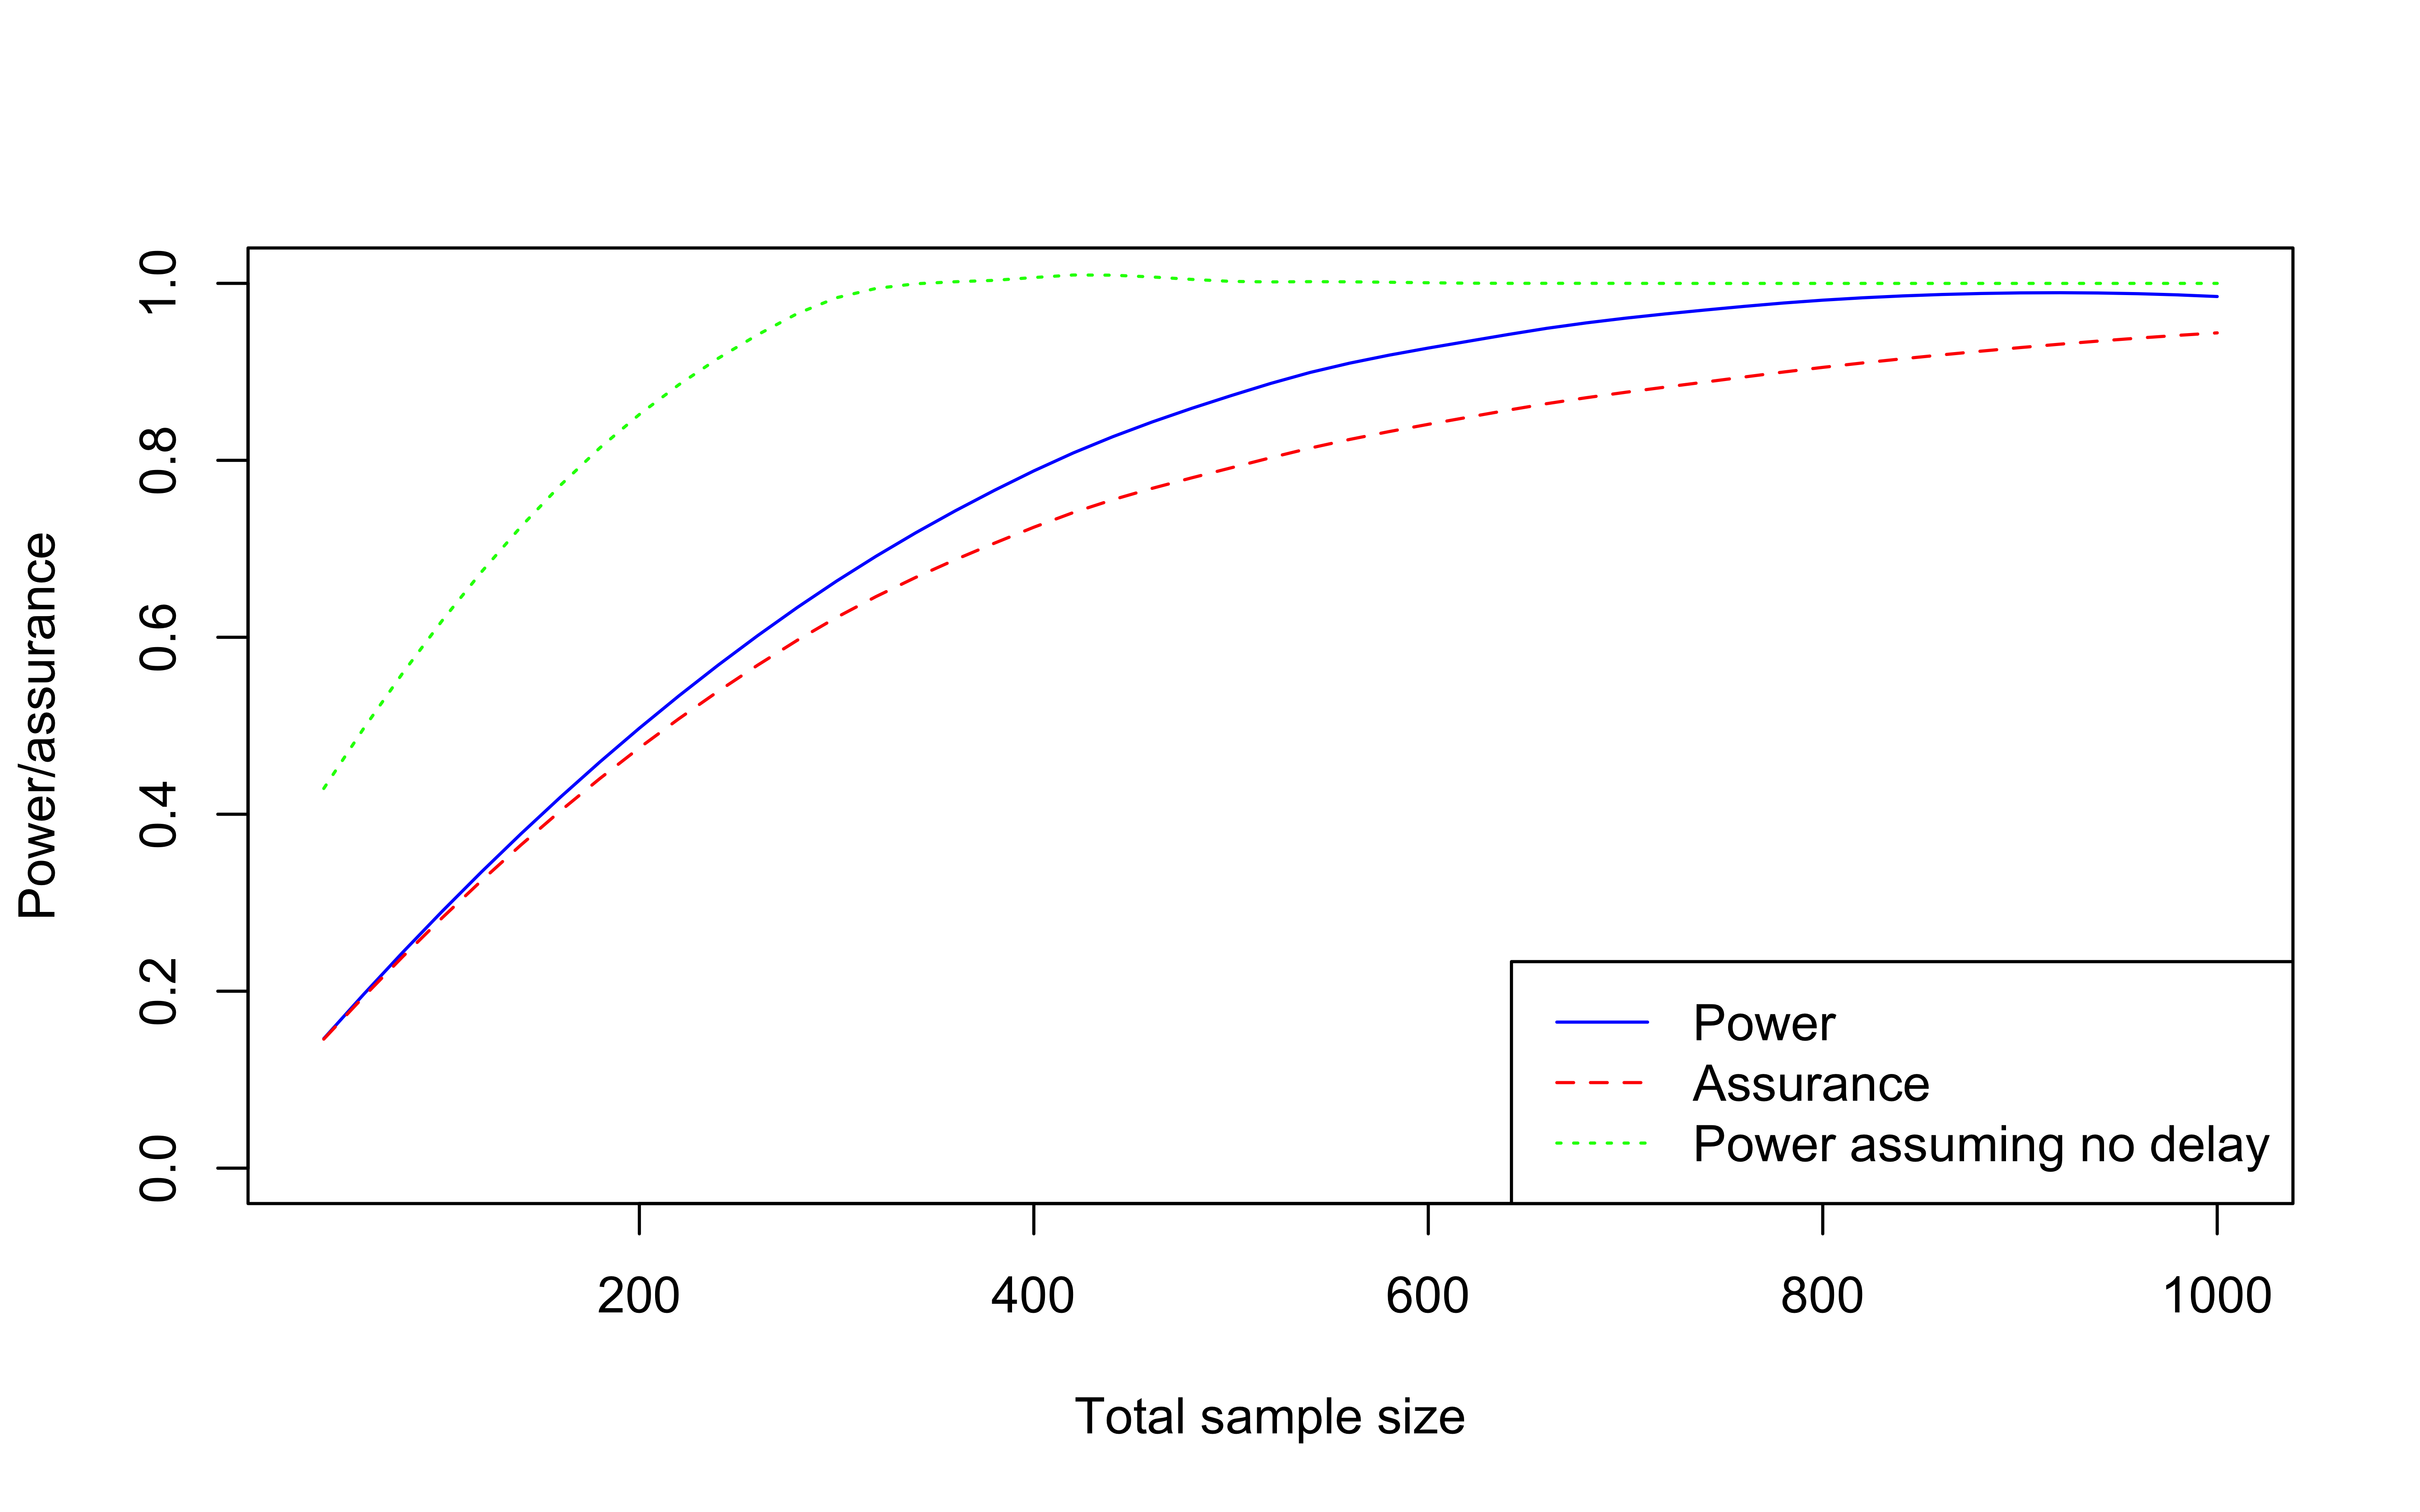 Power/assurance
1.0
0.8
0.6
0.4
0.2
0.0
Power
Assurance
Power assuming no delay
200 400 600 800 1000
Total sample size